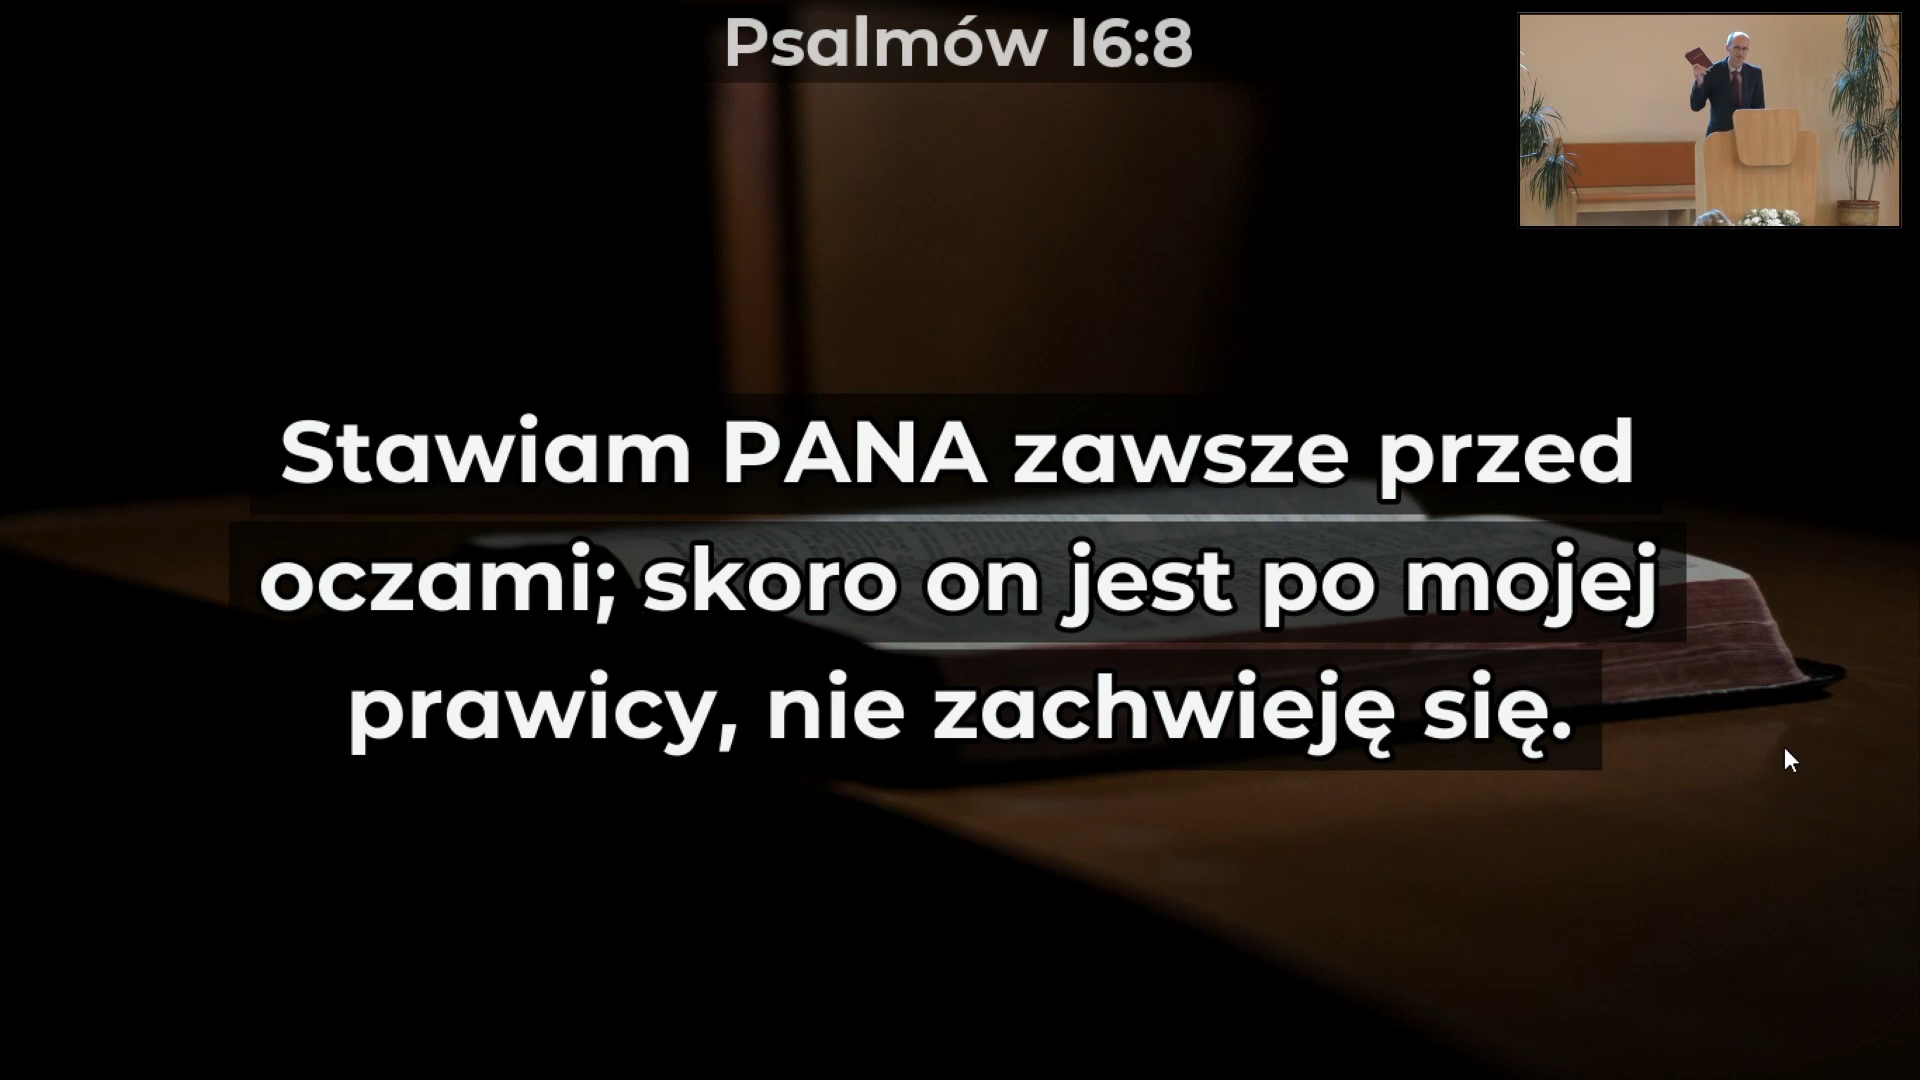 Psalmów 16:8
Stawiam PANA zawsze przed
oczami; skoro on jest po mojej
prawicy, nie zachwieję się.